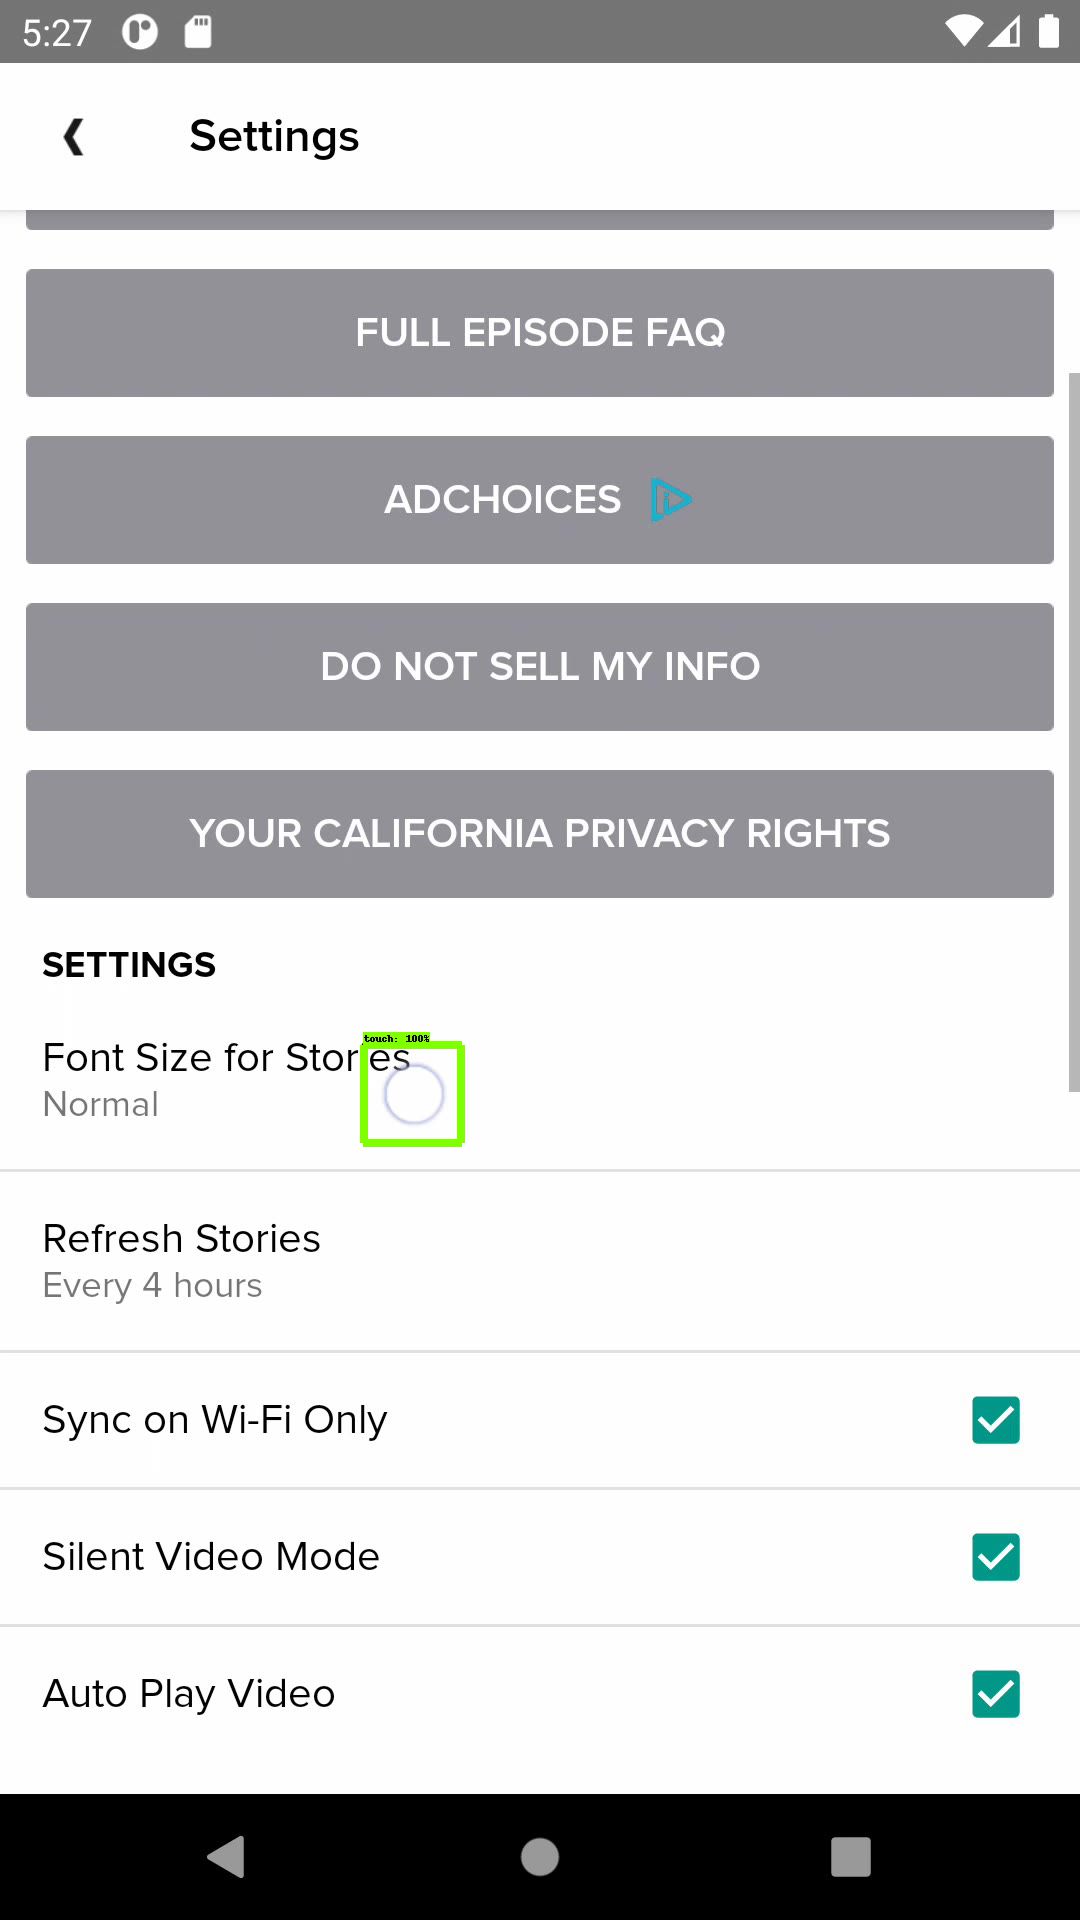 5:27
Settings
FULL EPISODE FAQ
ADCHOICES
DO NOT SELL MY INFO
YOUR CALIFORNIA PRIVACY RIGHTS
SETTINGS
touch: 100%
Font Size for Stories
Normal
Refresh Stories
Every 4 hours
Sync on Wi-Fi Only
Silent Video Mode
Auto Play Video